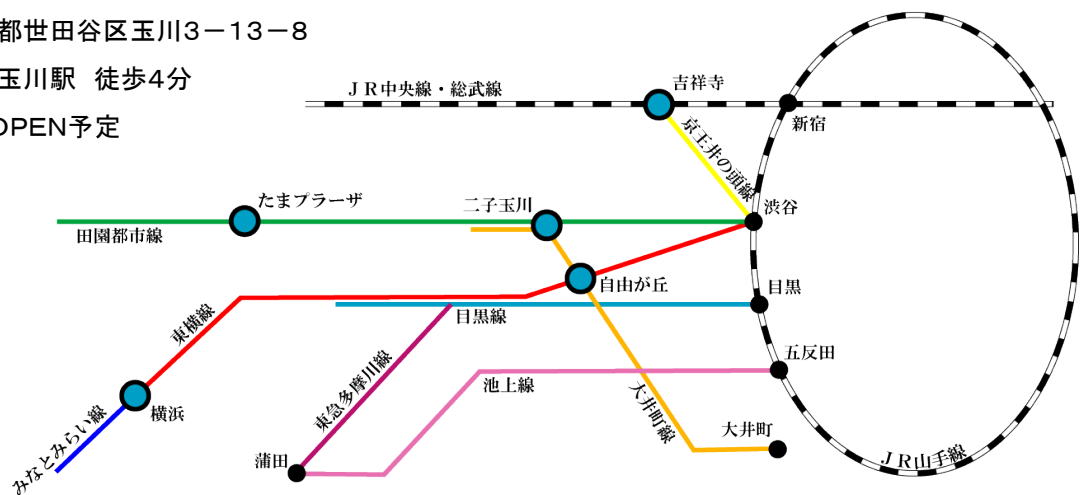 都世田谷区玉川3－13－8
玉川駅 徒歩4分
OPEN予定
ＪＲ中央線・総武線
吉祥寺
新宿
京王井の頭線
たまプラーザ
二子玉川
渋谷
田園都市線
自由が丘
目黒
東横線
目黒線
五反田
東急多摩川線
池上線
大井町線
横浜
みなとみらい線
大井町
蒲田
ＪＲ山手線